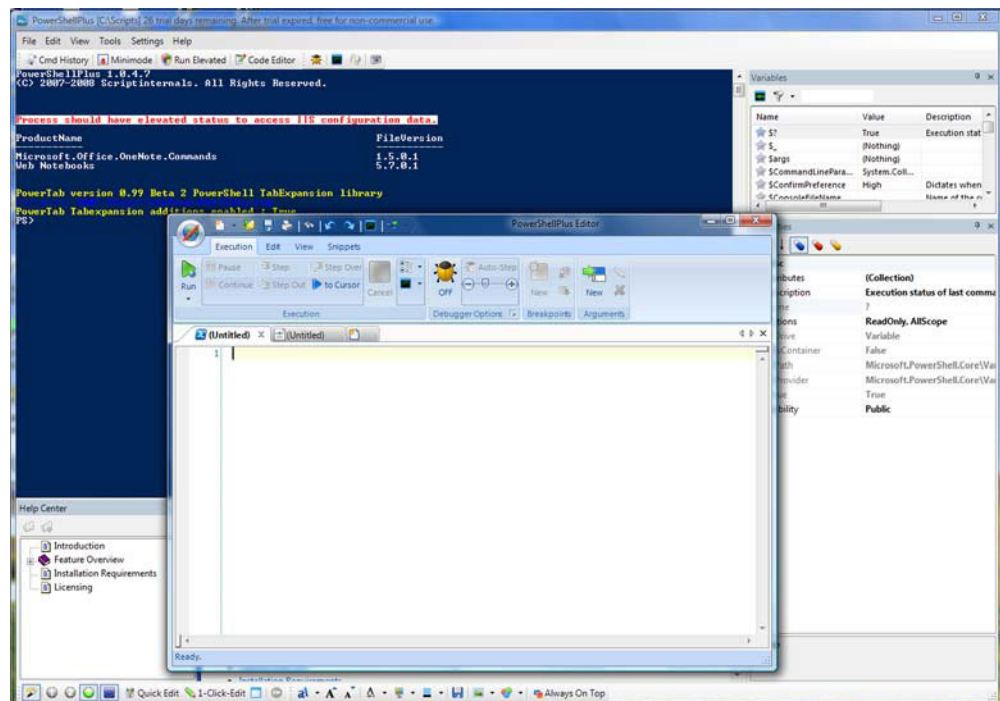 PowerShellPlus [C:\Scripts] 26 trial days remaining. After trial expired, free for non-commercial use.
File Edit View Tools Settings Help
Cmd History Minimode Run Elevated Code Editor
PowerShellPlus 1.0.4.7
(C) 2007-2008 Scriptinternals. All Rights Reserved.
Process should have elevated status to access IIS configuration data.
ProductName FileVersion
Microsoft.Office.OneNote.Commands 1.5.0.1
Web Notebooks 5.7.0.1
PowerTab version 0.99 Beta 2 PowerShell TabExpansion library
PowerTab Tabexpansion additions enabled : True
PS>
Variables
Name Value Description
$? True Execution stat
$_ (Nothing)
$args (Nothing)
$CommandLinePara... System.Coll...
$ConfirmPreference High Dictates when
$ConsoleFileName Name of the
PowerShellPlus Editor
Execution Edit View Snippets
Run Pause Step Step Over
Continue Step Out to Cursor Cancel
OFF Auto-Step New New
Execution Debugger Options Breakpoints Arguments
(Untitled) (Untitled)
1
Ready.
(Collection)
Execution status of last comma
?
ReadOnly, AllScope
Variable
Container False
Microsoft.PowerShell.Core\Va
Microsoft.PowerShell.Core\Va
True
Public
Help Center
Introduction
Feature Overview
Installation Requirements
Licensing
Installation Requirements
Quick Edit 1-Click-Edit Always On Top